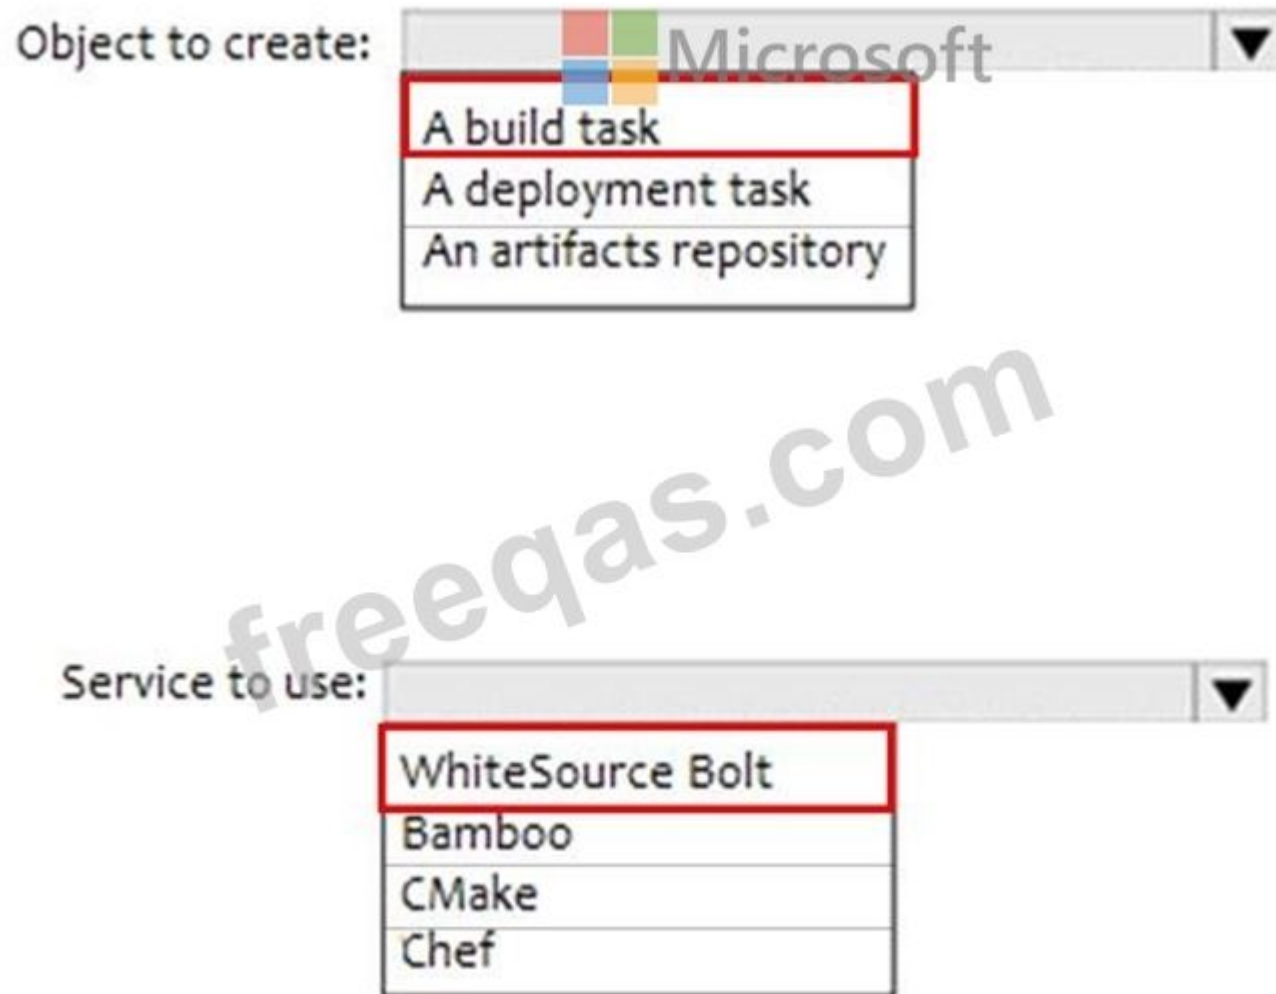 Object to create:
Microsoft
A build task
A deployment task
An artifacts repository
freeqas.com
Service to use:
WhiteSource Bolt
Bamboo
CMake
Chef